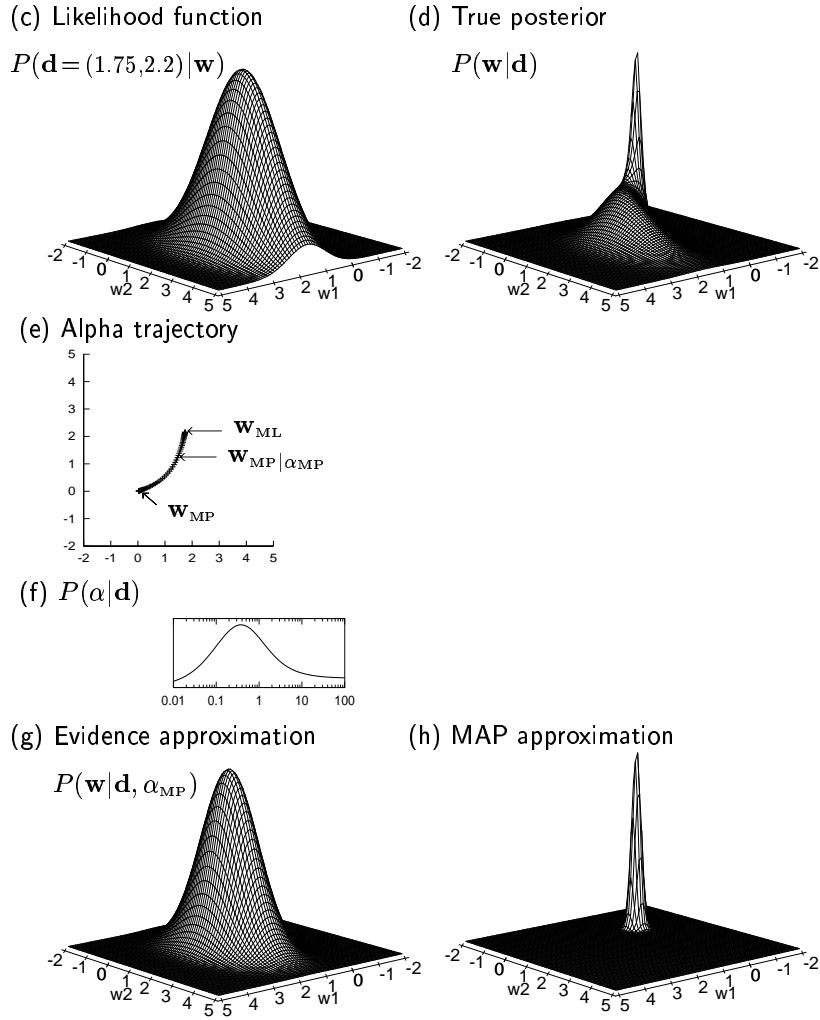 (c) Likelihood function
P(d=(1.75,2.2)|w)
-2 -1 0 1 2 3 4 5
w2
5 4 3 2 1 0 -1 -2
w1
(d) True posterior
P(w|d)
-2 -1 0 1 2 3 4 5
w2
5 4 3 2 1 0 -1 -2
w1
(e) Alpha trajectory
5
4
3
2
1
0
-1
-2
-2 -1 0 1 2 3 4 5
w_ML
w_MP|α_MP
w_MP
(f) P(α|d)
0.01 0.1 1 10 100
(g) Evidence approximation
P(w|d, α_MP)
-2 -1 0 1 2 3 4 5
w2
5 4 3 2 1 0 -1 -2
w1
(h) MAP approximation
-2 -1 0 1 2 3 4 5
w2
5 4 3 2 1 0 -1 -2
w1